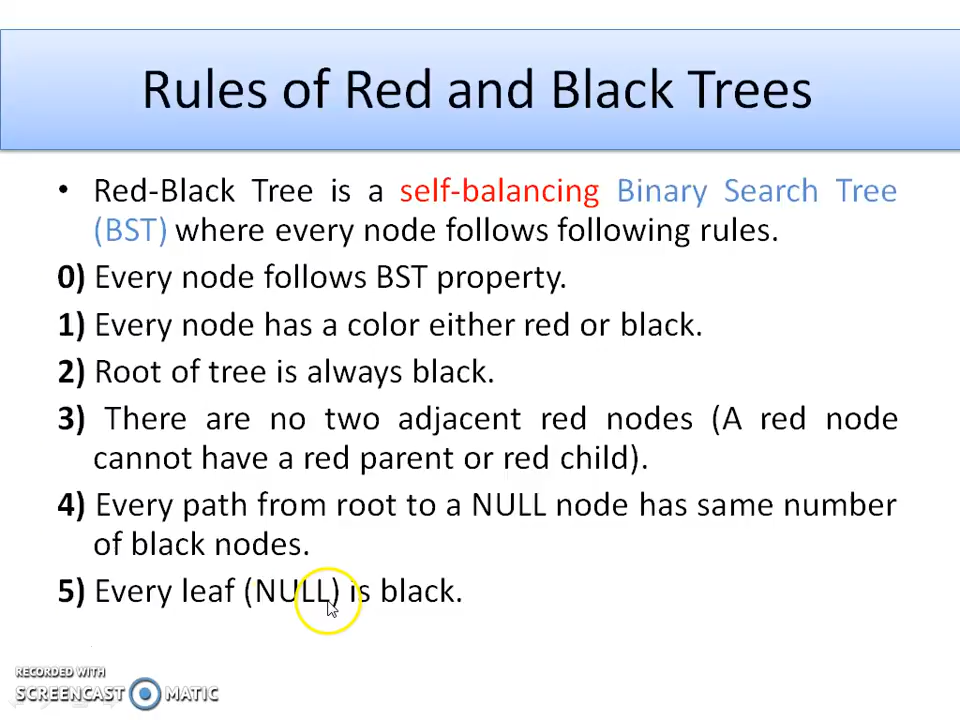 Rules of Red and Black Trees
• Red-Black Tree is a self-balancing Binary Search Tree
(BST) where every node follows following rules.
0) Every node follows BST property.
1) Every node has a color either red or black.
2) Root of tree is always black.
3) There are no two adjacent red nodes (A red node
cannot have a red parent or red child).
4) Every path from root to a NULL node has same number
of black nodes.
5) Every leaf (NULL) is black.
RECORDED WITH
SCREENCAST MATIC